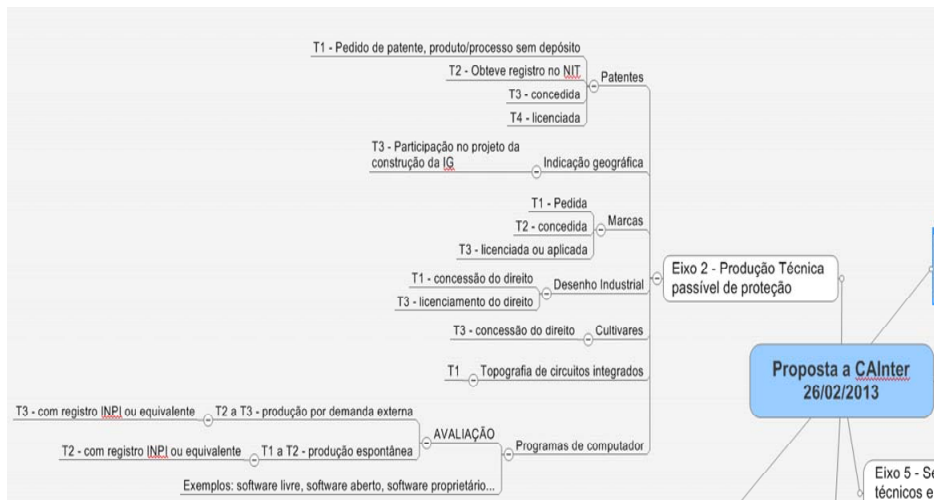 T1 - Pedido de patente, produto/processo sem depósito
T2 - Obteve registro no NIT
T3 - concedida
T4 - licenciada
Patentes
T3 - Participação no projeto da
construção da IG
Indicação geográfica
T1 - Pedida
T2 - concedida
T3 - licenciada ou aplicada
Marcas
T1 - concessão do direito
T3 - licenciamento do direito
Desenho Industrial
T3 - concessão do direito
Cultivares
T1
Topografia de circuitos integrados
T3 - com registro INPI ou equivalente
T2 a T3 - produção por demanda externa
T2 - com registro INPI ou equivalente
T1 a T2 - produção espontânea
AVALIAÇÃO
Exemplos: software livre, software aberto, software proprietário...
Programas de computador
Eixo 2 - Produção Técnica
passível de proteção
Proposta a CAInter
26/02/2013
Eixo 5 -
técnicos e